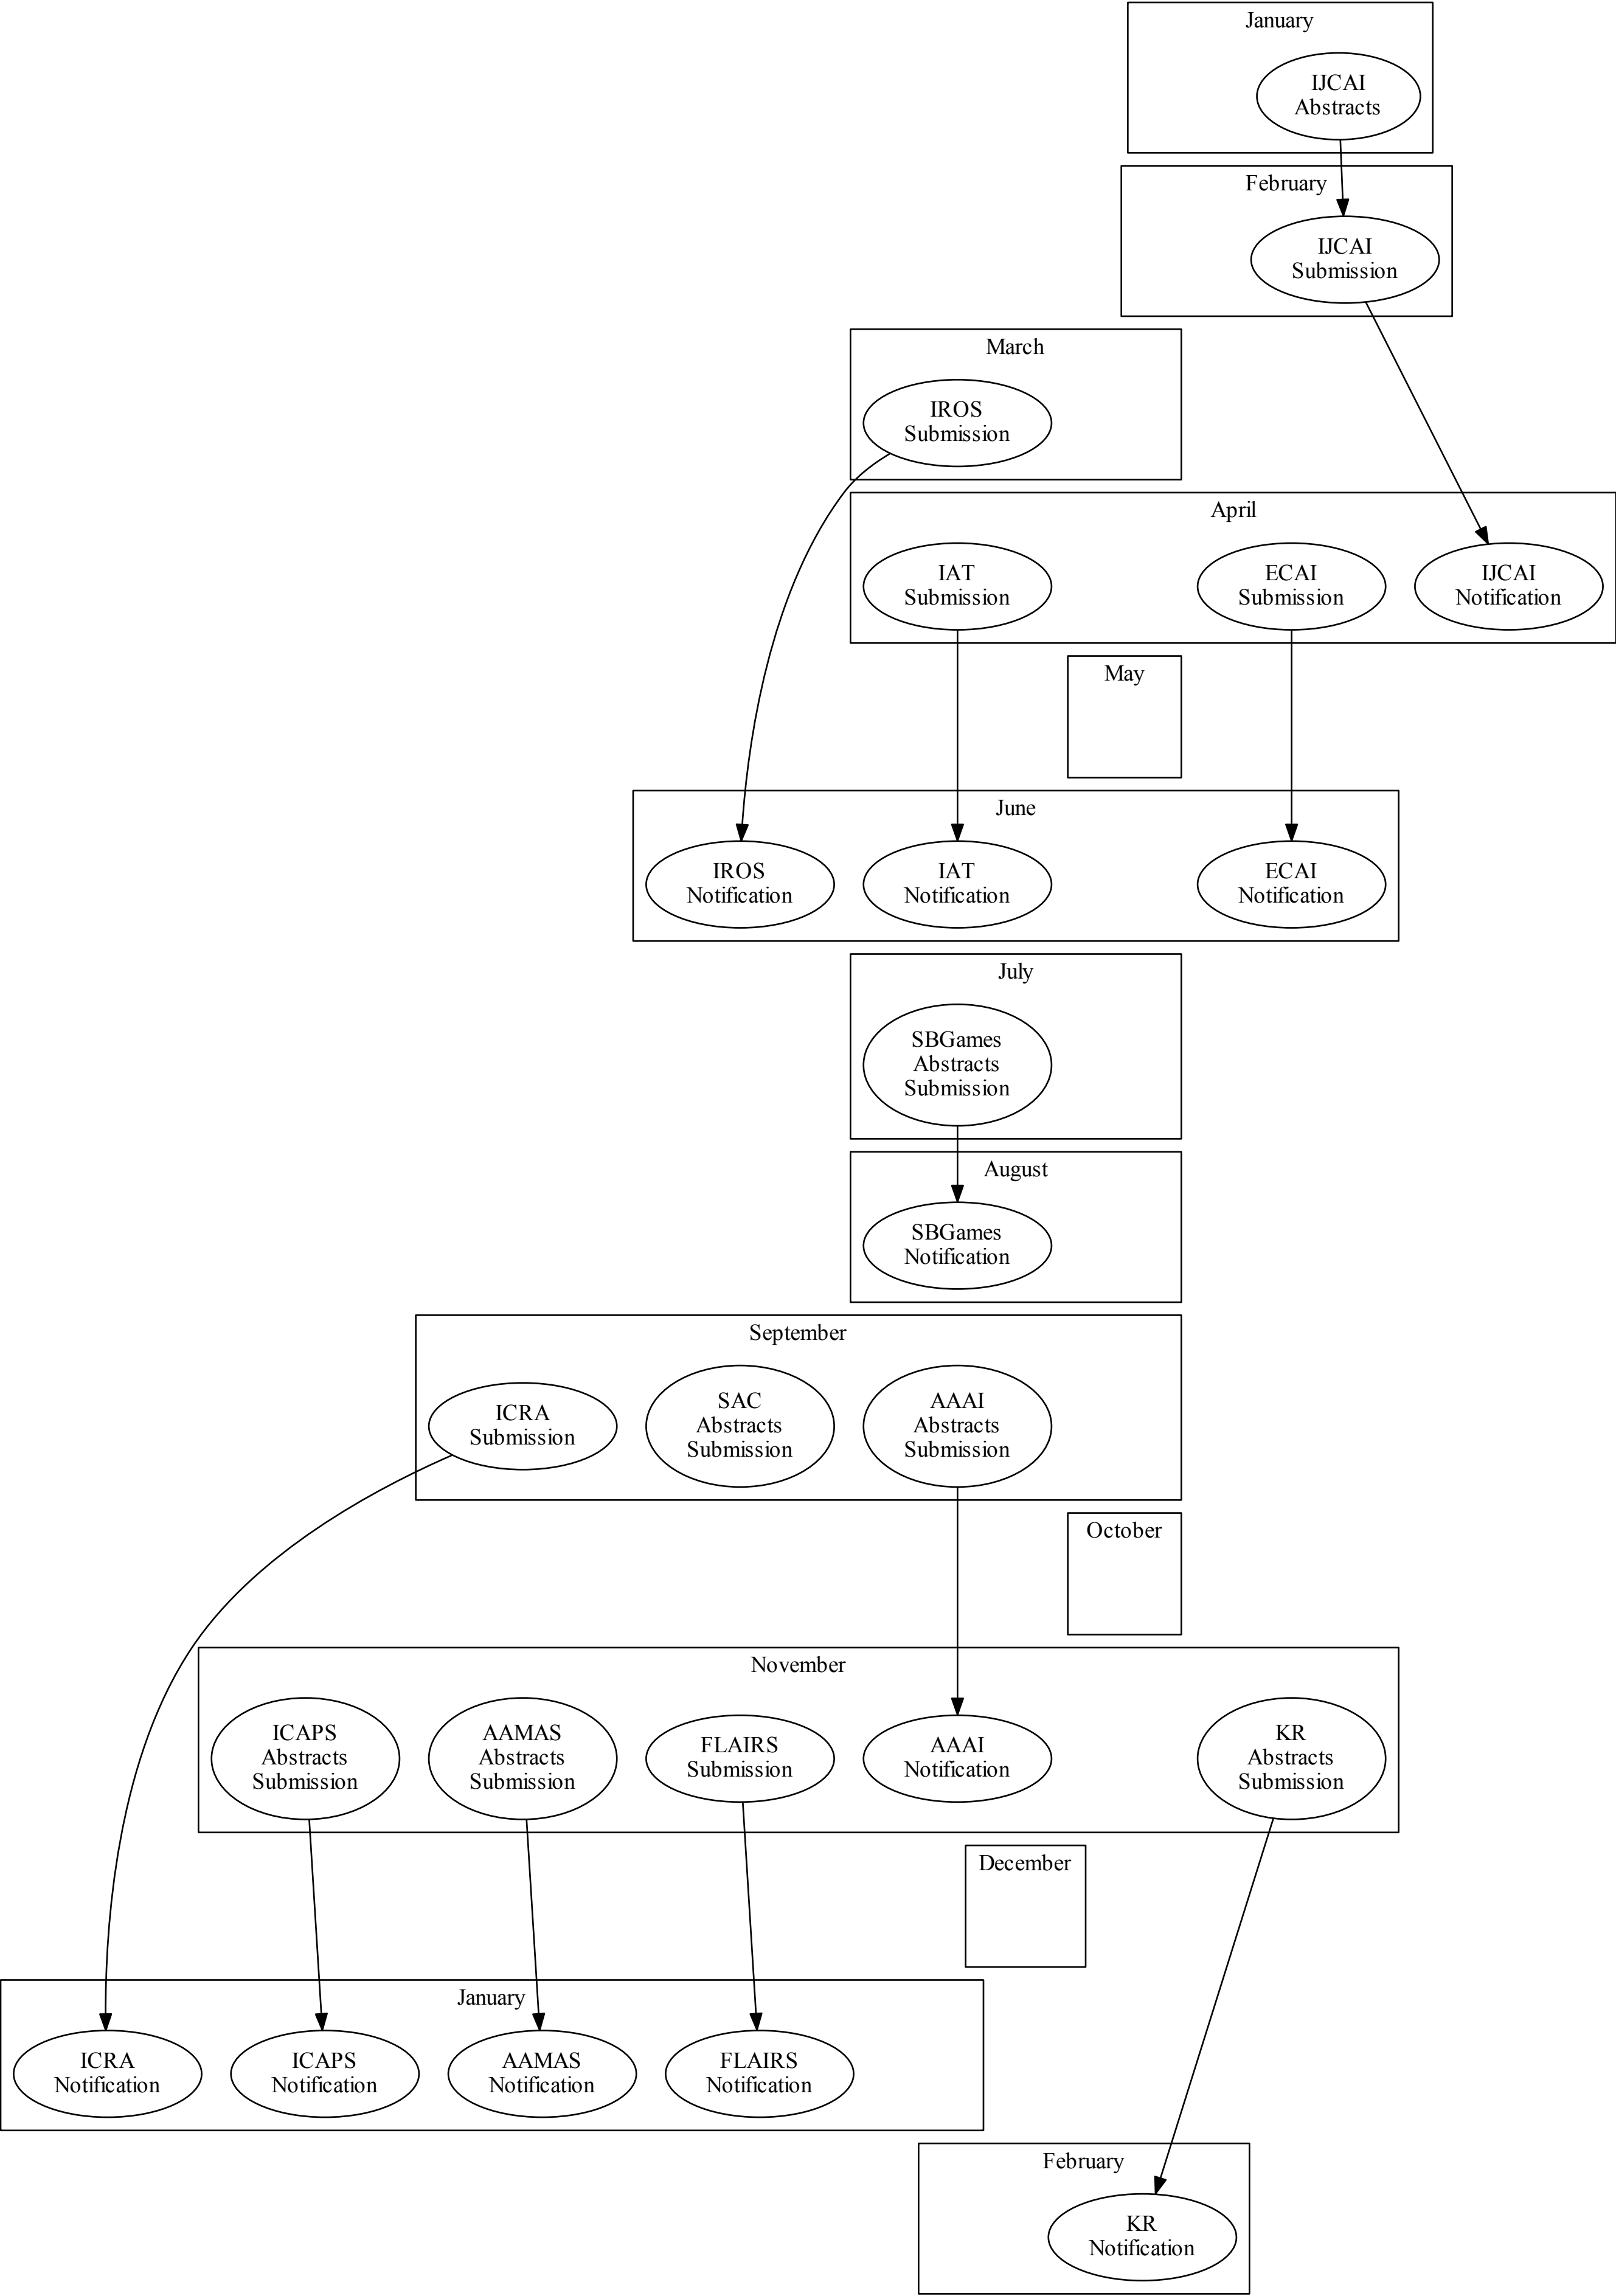 January
IJCAI
Abstracts
February
IJCAI
Submission
March
IROS
Submission
April
IAT
Submission
ECAI
Submission
IJCAI
Notification
May
June
IROS
Notification
IAT
Notification
ECAI
Notification
July
SBGames
Abstracts
Submission
August
SBGames
Notification
September
ICRA
Submission
SAC
Abstracts
Submission
AAAI
Abstracts
Submission
October
November
ICAPS
Abstracts
Submission
AAMAS
Abstracts
Submission
FLAIRS
Submission
AAAI
Notification
KR
Abstracts
Submission
December
January
ICRA
Notification
ICAPS
Notification
AAMAS
Notification
FLAIRS
Notification
February
KR
Notification